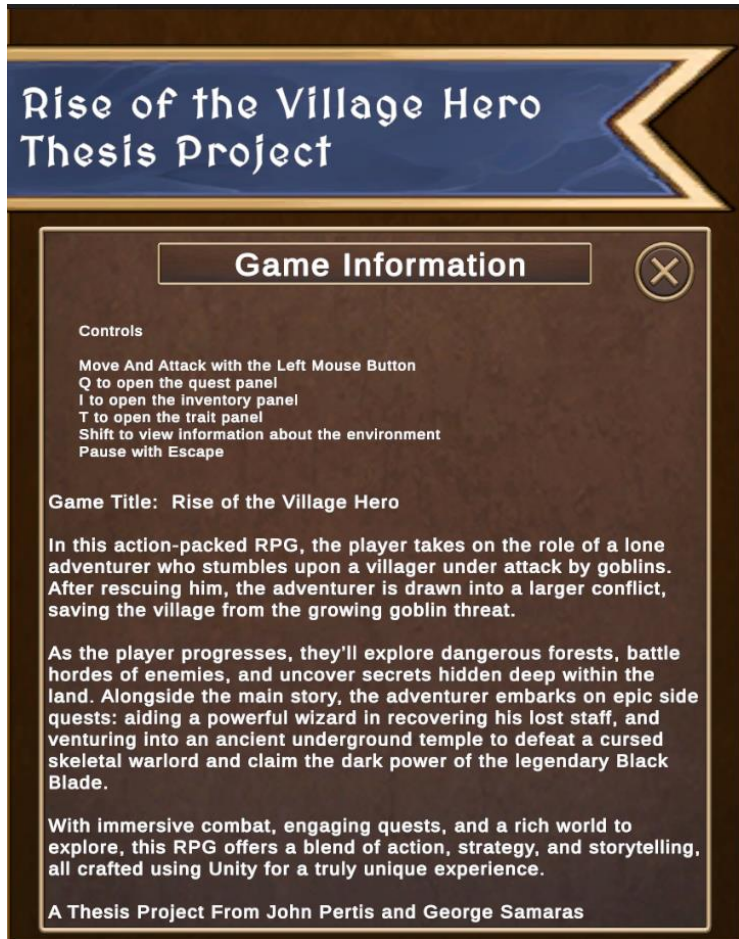 Rise of the Village Hero
Thesis Project
Game Information
Controls
Move And Attack with the Left Mouse Button
Q to open the quest panel
I to open the inventory panel
T to open the trait panel
Shift to view information about the environment
Pause with Escape
Game Title:  Rise of the Village Hero
In this action-packed RPG, the player takes on the role of a lone
adventurer who stumbles upon a villager under attack by goblins.
After rescuing him, the adventurer is drawn into a larger conflict,
saving the village from the growing goblin threat.
As the player progresses, they'll explore dangerous forests, battle
hordes of enemies, and uncover secrets hidden deep within the
land. Alongside the main story, the adventurer embarks on epic side
quests: aiding a powerful wizard in recovering his lost staff, and
venturing into an ancient underground temple to defeat a cursed
skeletal warlord and claim the dark power of the legendary Black
Blade.
With immersive combat, engaging quests, and a rich world to
explore, this RPG offers a blend of action, strategy, and storytelling,
all crafted using Unity for a truly unique experience.
A Thesis Project From John Pertis and George Samaras